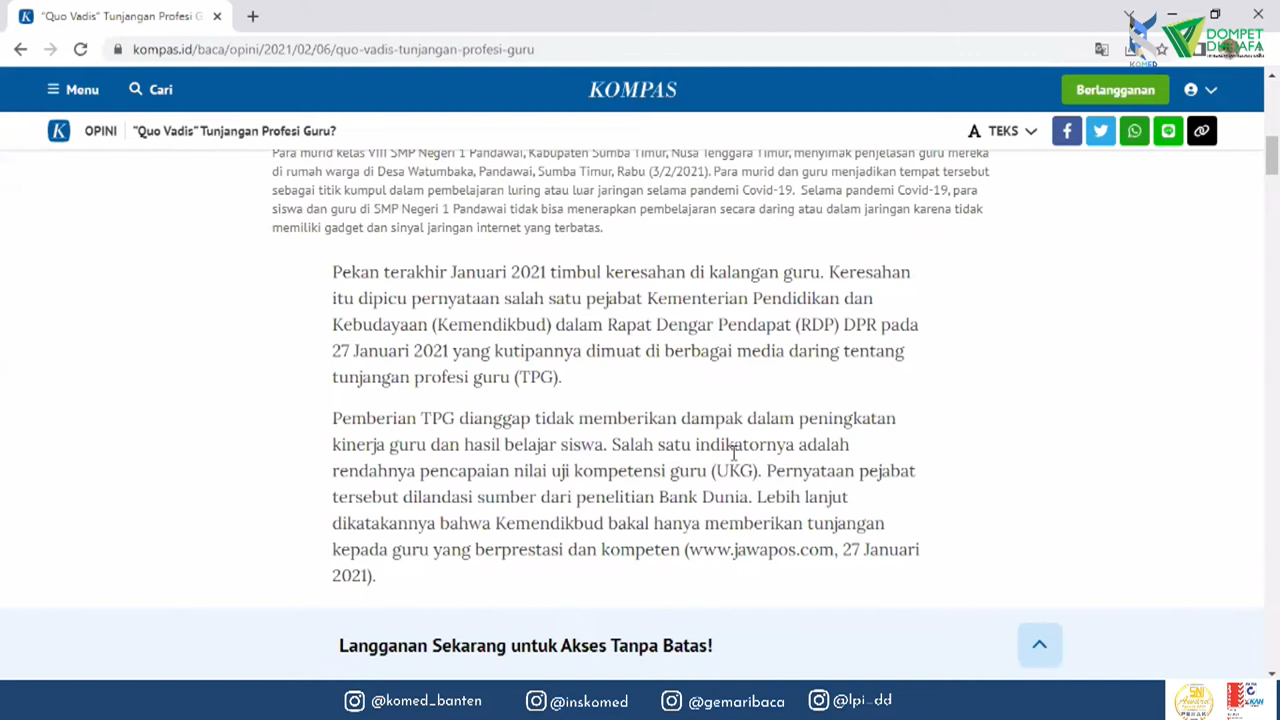 "Quo Vadis" Tunjangan Profesi G
kompas.id/baca/opini/2021/02/06/quo-vadis-tunjangan-profesi-guru
KOMED
DOMPET
Menu
Cari
KOMPAS
Berlangganan
K OPINI "Quo Vadis" Tunjangan Profesi Guru?
A TEKS
Para murid kelas VIII SMP Negeri 1 Pandawai, Kabupaten Sumba Timur, Nusa Tenggara Timur, menyimak penjelasan guru mereka
di rumah warga di Desa Watumbaka, Pandawai, Sumba Timur, Rabu (3/2/2021). Para murid dan guru menjadikan tempat tersebut
sebagai titik kumpul dalam pembelajaran luring atau luar jaringan selama pandemi Covid-19. Selama pandemi Covid-19, para
siswa dan guru di SMP Negeri 1 Pandawai tidak bisa menerapkan pembelajaran secara daring atau dalam jaringan karena tidak
memiliki gadget dan sinyal jaringan internet yang terbatas.
Pekan terakhir Januari 2021 timbul keresahan di kalangan guru. Keresahan
itu dipicu pernyataan salah satu pejabat Kementerian Pendidikan dan
Kebudayaan (Kemendikbud) dalam Rapat Dengar Pendapat (RDP) DPR pada
27 Januari 2021 yang kutipannya dimuat di berbagai media daring tentang
tunjangan profesi guru (TPG).
Pemberian TPG dianggap tidak memberikan dampak dalam peningkatan
kinerja guru dan hasil belajar siswa. Salah satu indikatornya adalah
rendahnya pencapaian nilai uji kompetensi guru (UKG). Pernyataan pejabat
tersebut dilandasi sumber dari penelitian Bank Dunia. Lebih lanjut
dikatakannya bahwa Kemendikbud bakal hanya memberikan tunjangan
kepada guru yang berprestasi dan kompeten (www.jawapos.com, 27 Januari
2021).
Langganan Sekarang untuk Akses Tanpa Batas!
@komed_banten
@inskomed
@gemaribaca
@lpi_dd
SNI